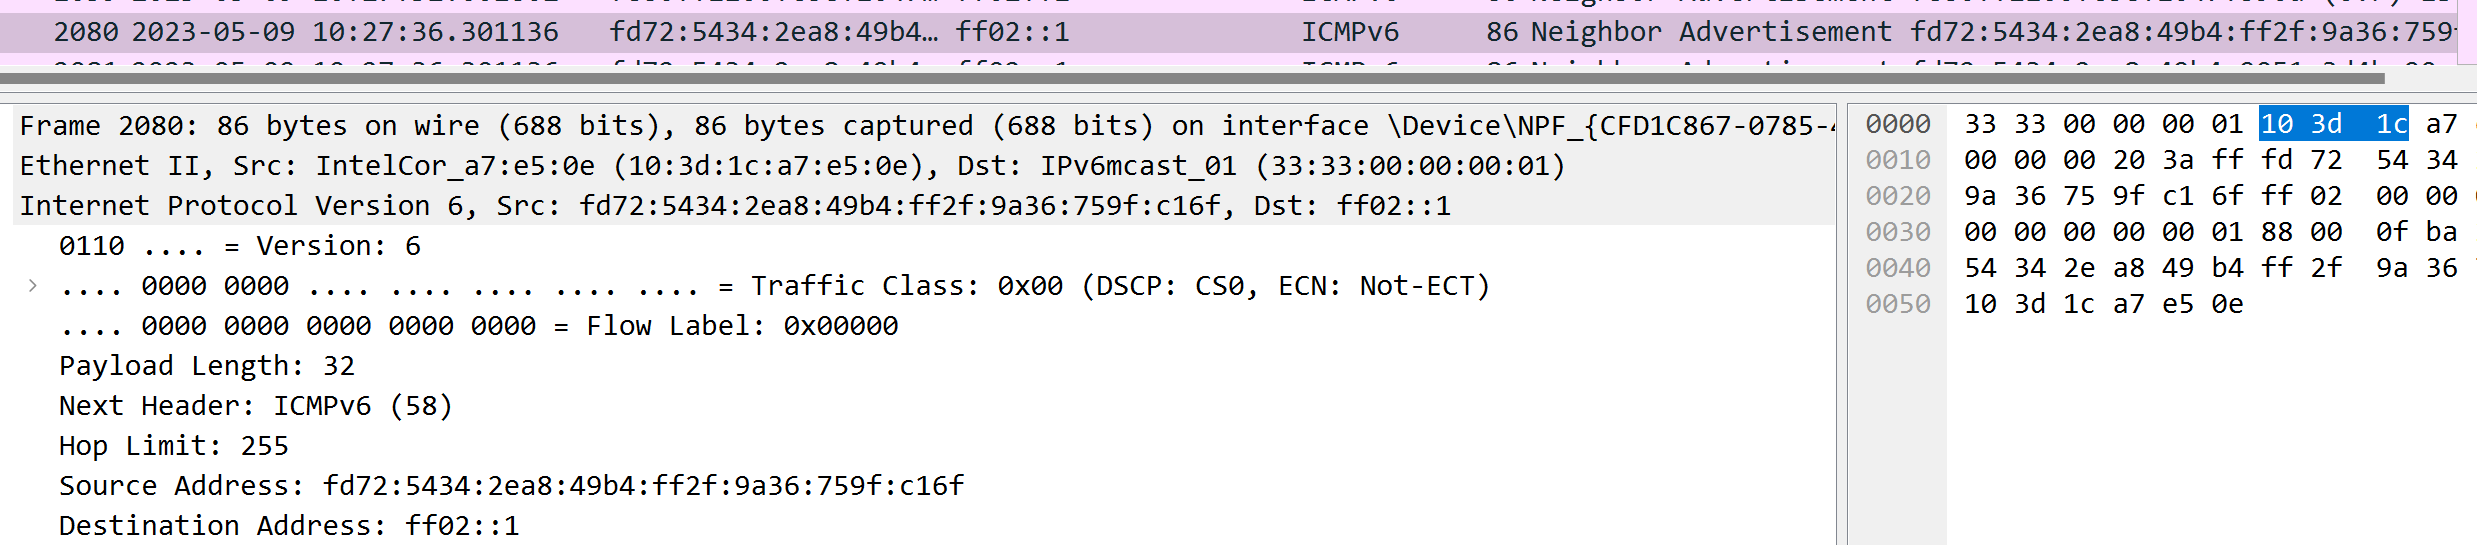 2080 2023-05-09 10:27:36.301136 fd72:5434:2ea8:49b4… ff02::1 ICMPv6 86 Neighbor Advertisement fd72:5434:2ea8:49b4:ff2f:9a36:759
Frame 2080: 86 bytes on wire (688 bits), 86 bytes captured (688 bits) on interface \Device\NPF_{CFD1C867-0785-4
Ethernet II, Src: IntelCor_a7:e5:0e (10:3d:1c:a7:e5:0e), Dst: IPv6mcast_01 (33:33:00:00:00:01)
Internet Protocol Version 6, Src: fd72:5434:2ea8:49b4:ff2f:9a36:759f:c16f, Dst: ff02::1
0110 .... = Version: 6
.... 0000 0000 .... .... .... .... .... = Traffic Class: 0x00 (DSCP: CS0, ECN: Not-ECT)
.... 0000 0000 0000 0000 0000 = Flow Label: 0x00000
Payload Length: 32
Next Header: ICMPv6 (58)
Hop Limit: 255
Source Address: fd72:5434:2ea8:49b4:ff2f:9a36:759f:c16f
Destination Address: ff02::1
0000 33 33 00 00 00 01 10 3d 1c a7
0010 00 00 00 20 3a ff fd 72 54 34
0020 9a 36 75 9f c1 6f ff 02 00 00
0030 00 00 00 00 00 01 88 00 0f ba
0040 54 34 2e a8 49 b4 ff 2f 9a 36
0050 10 3d 1c a7 e5 0e